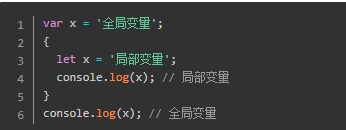 1 var x = '全局变量';
2 {
3   let x = '局部变量';
4   console.log(x); // 局部变量
5 }
6 console.log(x); // 全局变量